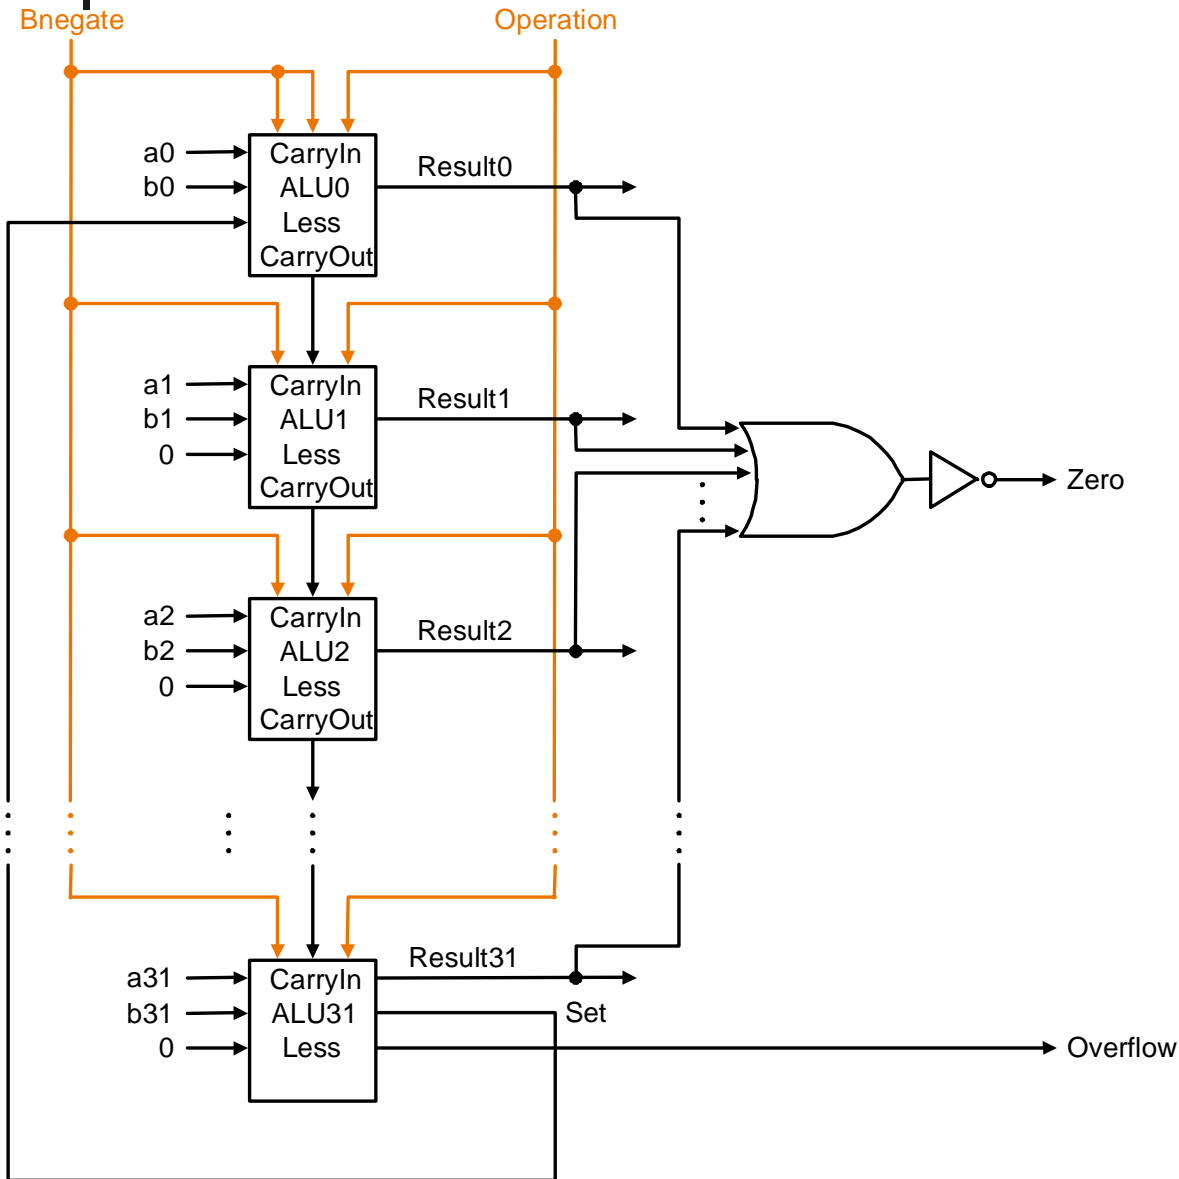 Bnegate
Operation
a0
b0
CarryIn
ALU0
Less
CarryOut
Result0
a1
b1
0
CarryIn
ALU1
Less
CarryOut
Result1
Zero
a2
b2
0
CarryIn
ALU2
Less
CarryOut
Result2
a31
b31
0
CarryIn
ALU31
Less
Result31
Set
Overflow